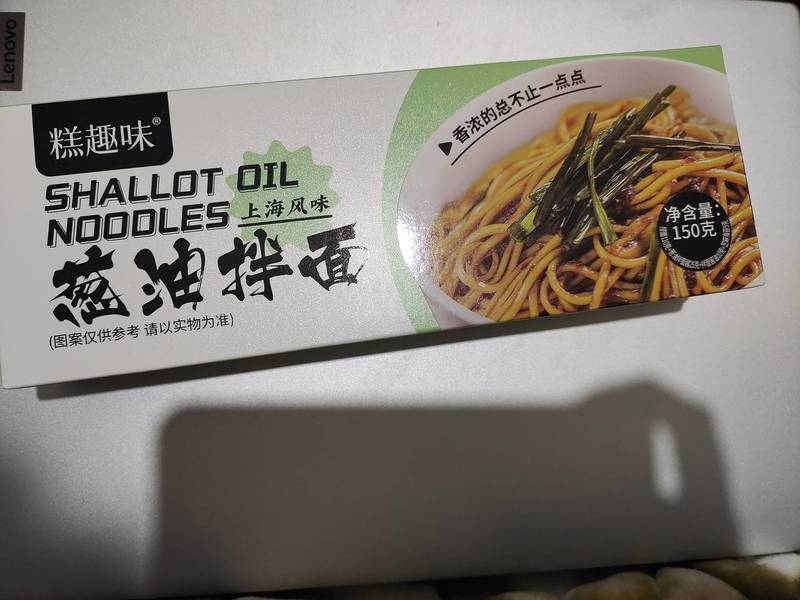 Lenovo
糕趣味®
SHALLOT OIL
NOODLES 上海风味
葱油拌面
(图案仅供参考 请以实物为准)
▶香浓的总不止一点点
净含量:
150克